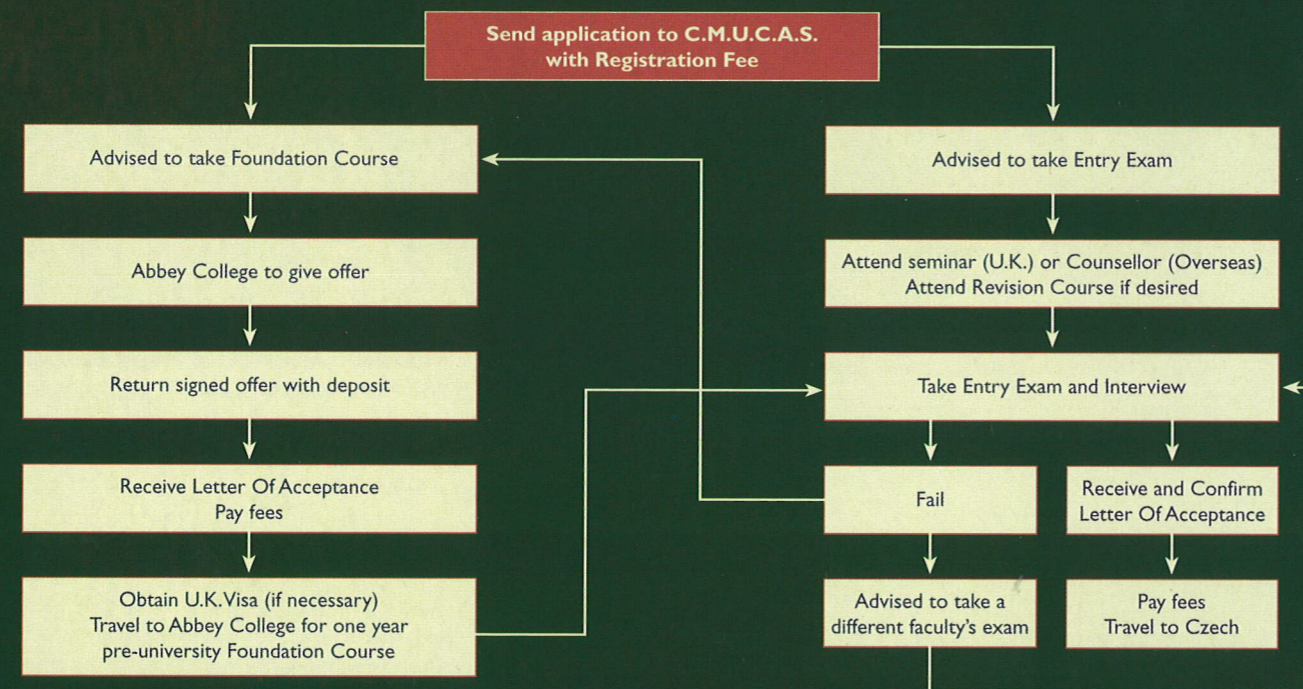 Send application to C.M.U.C.A.S.
with Registration Fee
Advised to take Foundation Course
Abbey College to give offer
Return signed offer with deposit
Receive Letter Of Acceptance
Pay fees
Obtain U.K. Visa (if necessary)
Travel to Abbey College for one year
pre-university Foundation Course
Advised to take Entry Exam
Attend seminar (U.K.) or Counsellor (Overseas)
Attend Revision Course if desired
Take Entry Exam and Interview
Fail
Advised to take a
different faculty's exam
Receive and Confirm
Letter Of Acceptance
Pay fees
Travel to Czech